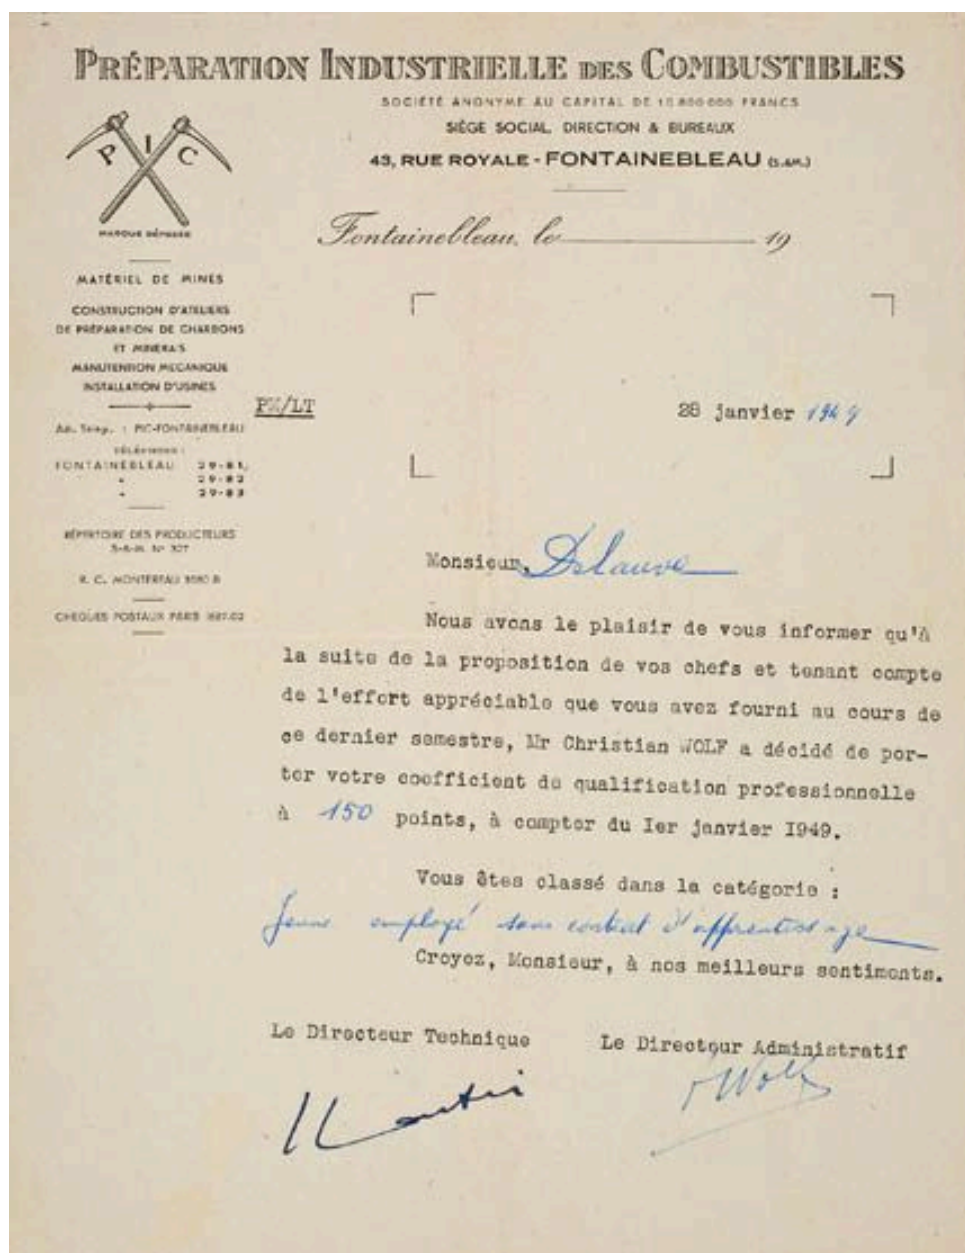 PRÉPARATION INDUSTRIELLE DES COMBUSTIBLES
SOCIÉTÉ ANONYME AU CAPITAL DE 10.800.000 FRANCS
SIÈGE SOCIAL, DIRECTION & BUREAUX
43, RUE ROYALE - FONTAINEBLEAU (S.&M.)
P I C
MARQUE DÉPOSÉE
Fontainebleau, le 19
MATÉRIEL DE MINES
CONSTRUCTION D'ATELIERS
DE PRÉPARATION DE CHARBONS
ET MINERAIS
MANUTENTION MÉCANIQUE
INSTALLATION D'USINES
Ad. Télég. : PIC-FONTAINEBLEAU
TÉLÉPHONE :
FONTAINEBLEAU 29-81,
" 29-82
" 29-83
RÉPERTOIRE DES PRODUCTEURS
S-&-M. N° 307
R. C. MONTEREAU B
CHÈQUES POSTAUX PARIS
PM/LT
28 janvier 1949
Monsieur, Delauve
Nous avons le plaisir de vous informer qu'à
la suite de la proposition de vos chefs et tenant compte
de l'effort appréciable que vous avez fourni au cours de
ce dernier semestre, Mr Christian WOLF a décidé de por-
ter votre coefficient de qualification professionnelle
à 150 points, à compter du Ier janvier I949.
Vous êtes classé dans la catégorie :
Jeune employé sans contrat d'apprentissage
Croyez, Monsieur, à nos meilleurs sentiments.
Le Directeur Technique
Le Directeur Administratif
Wolf